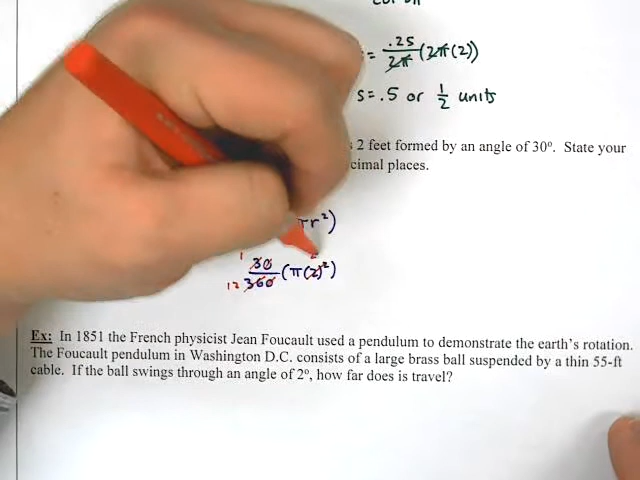 = .25/2π (2π(2))
s = .5 or 1/2 units
2 feet formed by an angle of 30º. State your
cimal places.
r²)
1
30/360 (π(2)²)
12
Ex: In 1851 the French physicist Jean Foucault used a pendulum to demonstrate the earth's rotation.
The Foucault pendulum in Washington D.C. consists of a large brass ball suspended by a thin 55-ft
cable. If the ball swings through an angle of 2º, how far does is travel?